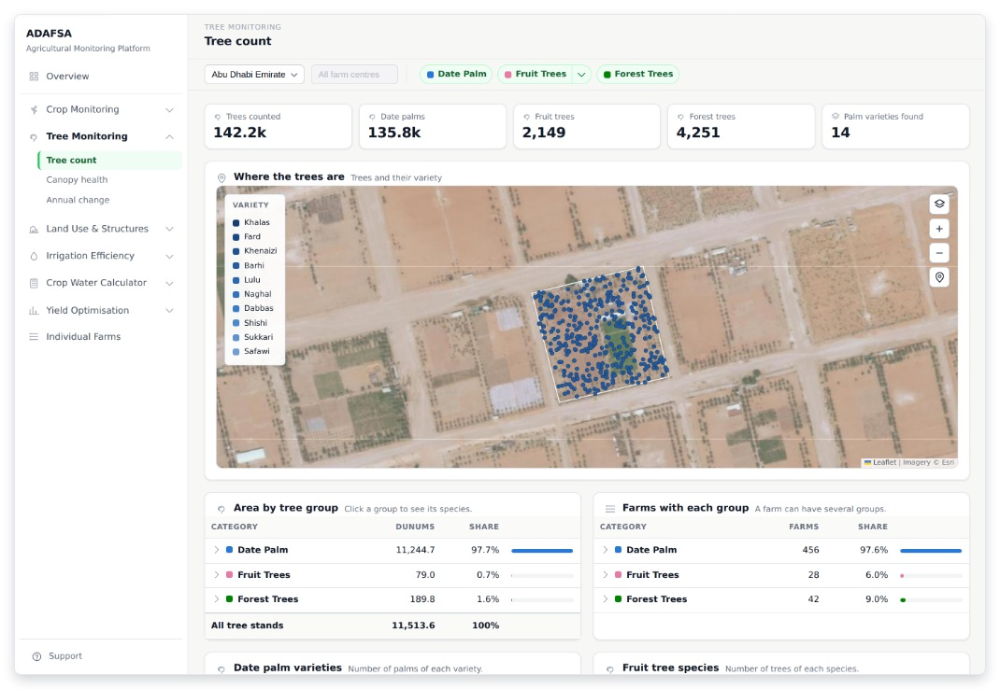 ADAFSA
Agricultural Monitoring Platform
Overview
Crop Monitoring
Tree Monitoring
Tree count
Canopy health
Annual change
Land Use & Structures
Irrigation Efficiency
Crop Water Calculator
Yield Optimisation
Individual Farms
Support
TREE MONITORING
Tree count
Abu Dhabi Emirate
All farm centres
Date Palm
Fruit Trees
Forest Trees
Trees counted
142.2k
Date palms
135.8k
Fruit trees
2,149
Forest trees
4,251
Palm varieties found
14
Where the trees are Trees and their variety
VARIETY
Khalas
Fard
Khenaizi
Barhi
Lulu
Naghal
Dabbas
Shishi
Sukkari
Safawi
+
−
Leaflet | Imagery © Esri
Area by tree group Click a group to see its species.
CATEGORY DUNUMS SHARE
Date Palm 11,244.7 97.7%
Fruit Trees 79.0 0.7%
Forest Trees 189.8 1.6%
All tree stands 11,513.6 100%
Farms with each group A farm can have several groups.
CATEGORY FARMS SHARE
Date Palm 456 97.6%
Fruit Trees 28 6.0%
Forest Trees 42 9.0%
Date palm varieties Number of palms of each variety.
Fruit tree species Number of trees of each species.